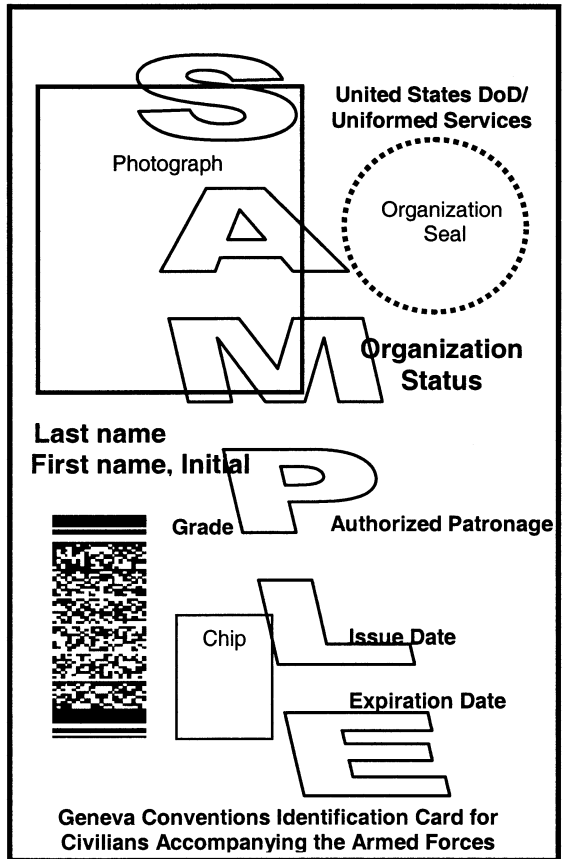 United States DoD/
Uniformed Services
Photograph
Organization
Seal
Organization
Status
Last name
First name, Initial
Grade
Authorized Patronage
Chip
Issue Date
Expiration Date
Geneva Conventions Identification Card for
Civilians Accompanying the Armed Forces
SAMPLE